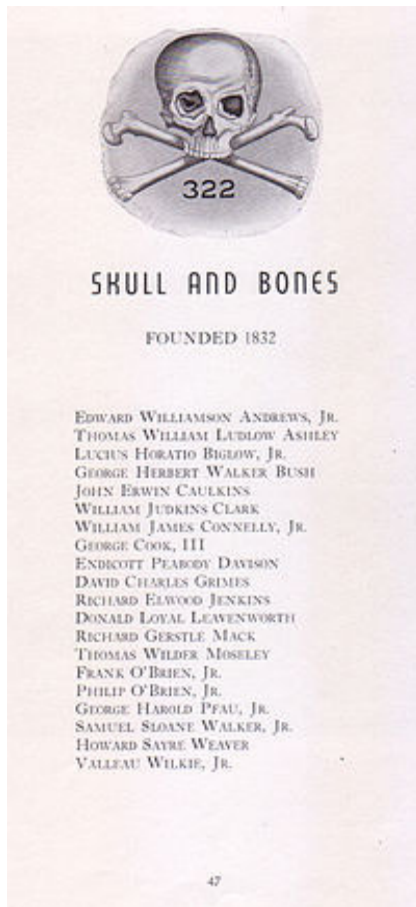 322
SKULL AND BONES
FOUNDED 1832
EDWARD WILLIAMSON ANDREWS, JR.
THOMAS WILLIAM LUDLOW ASHLEY
LUCIUS HORATIO BIGLOW, JR.
GEORGE HERBERT WALKER BUSH
JOHN ERWIN CAULKINS
WILLIAM JUDKINS CLARK
WILLIAM JAMES CONNELLY, JR.
GEORGE COOK, III
ENDICOTT PEABODY DAVISON
DAVID CHARLES GRIMES
RICHARD ELWOOD JENKINS
DONALD LOYAL LEAVENWORTH
RICHARD GERSTLE MACK
THOMAS WILDER MOSELEY
FRANK O'BRIEN, JR.
PHILIP O'BRIEN, JR.
GEORGE HAROLD PFAU, JR.
SAMUEL SLOANE WALKER, JR.
HOWARD SAYRE WEAVER
VALLEAU WILKIE, JR.
47